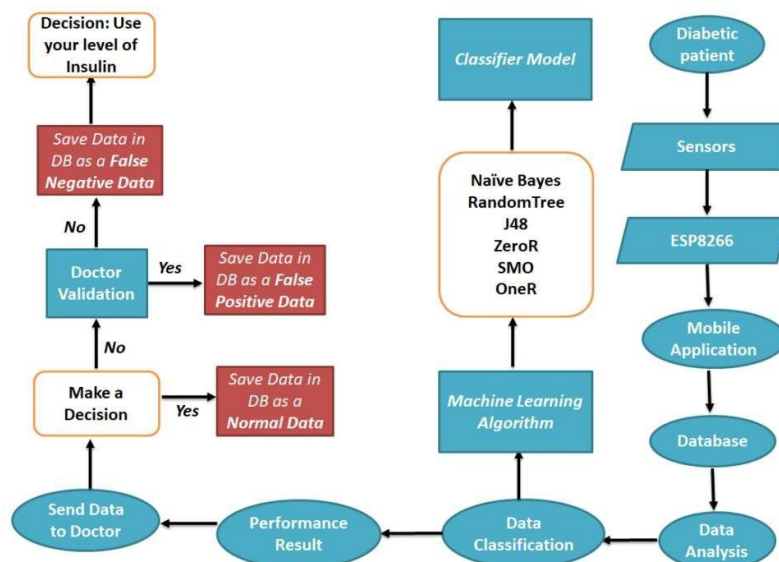 Decision: Use
your level of
Insulin
Save Data in
DB as a False
Negative Data
No
Doctor
Validation
Yes
Save Data in
DB as a False
Positive Data
No
Make a
Decision
Yes
Save Data in
DB as a
Normal Data
Send Data
to Doctor
Performance
Result
Classifier Model
Naïve Bayes
RandomTree
J48
ZeroR
SMO
OneR
Machine Learning
Algorithm
Data
Classification
Diabetic
patient
Sensors
ESP8266
Mobile
Application
Database
Data
Analysis